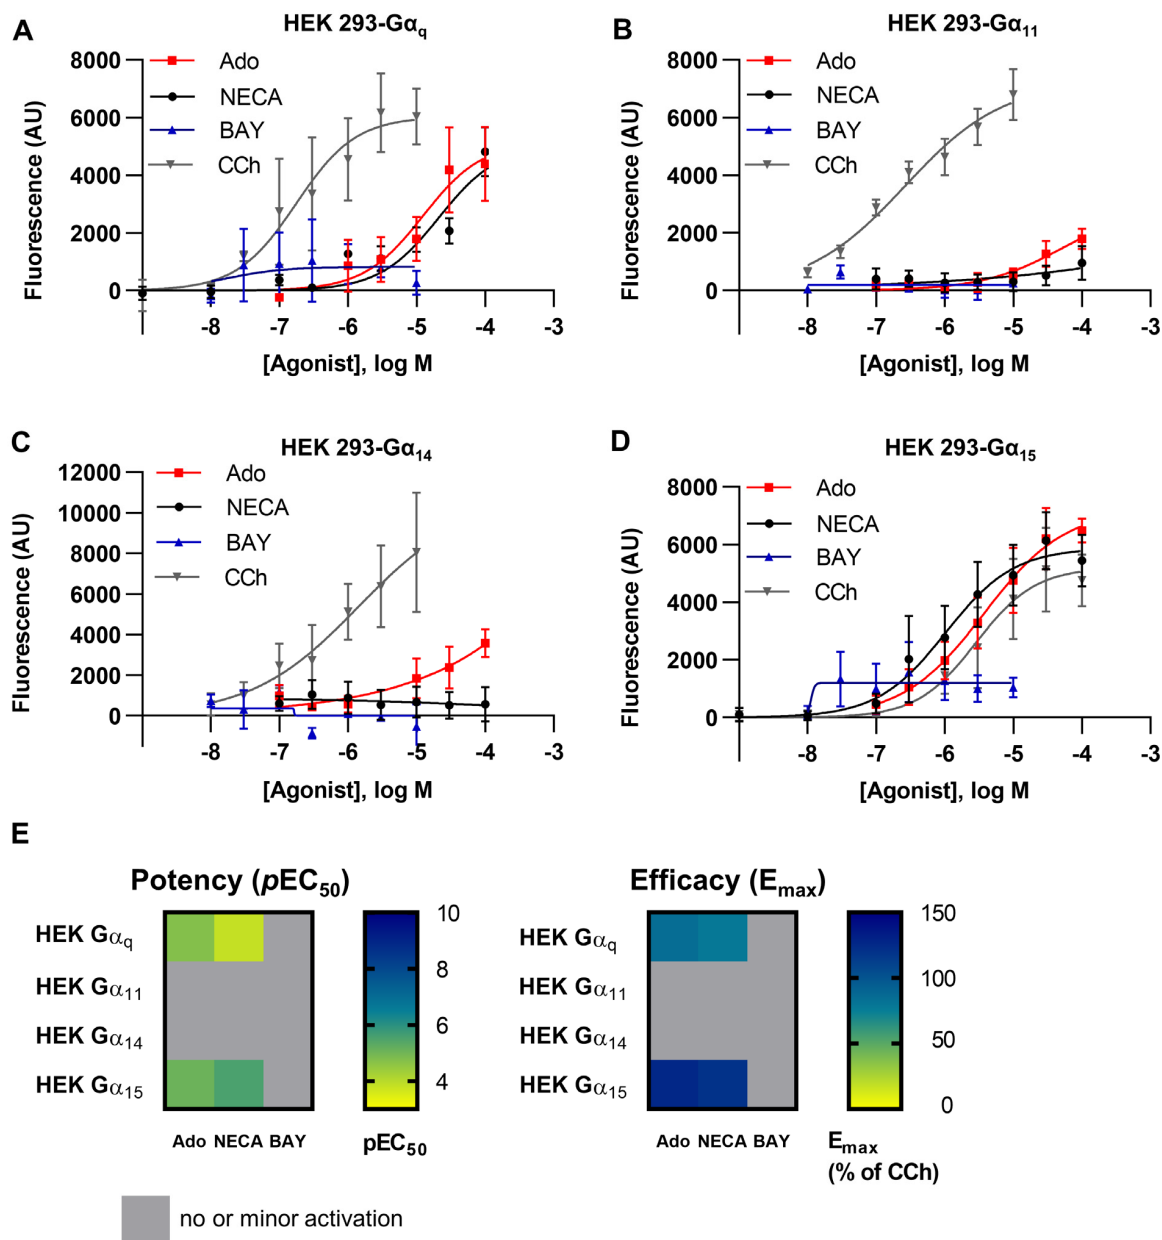 A
HEK 293-Gαq
8000
6000
4000
2000
0
Fluorescence (AU)
Ado
NECA
BAY
CCh
-8
-7
-6
-5
-4
-3
[Agonist], log M
B
HEK 293-Gα11
8000
6000
4000
2000
0
Fluorescence (AU)
Ado
NECA
BAY
CCh
-8
-7
-6
-5
-4
-3
[Agonist], log M
C
HEK 293-Gα14
12000
10000
8000
6000
4000
2000
0
Fluorescence (AU)
Ado
NECA
BAY
CCh
-8
-7
-6
-5
-4
-3
[Agonist], log M
D
HEK 293-Gα15
8000
6000
4000
2000
0
Fluorescence (AU)
Ado
NECA
BAY
CCh
-8
-7
-6
-5
-4
-3
[Agonist], log M
E
Potency (pEC50)
HEK Gαq
HEK Gα11
HEK Gα14
HEK Gα15
Ado NECA BAY
10
8
6
4
pEC50
Efficacy (Emax)
HEK Gαq
HEK Gα11
HEK Gα14
HEK Gα15
Ado NECA BAY
150
100
50
0
Emax
(% of CCh)
no or minor activation